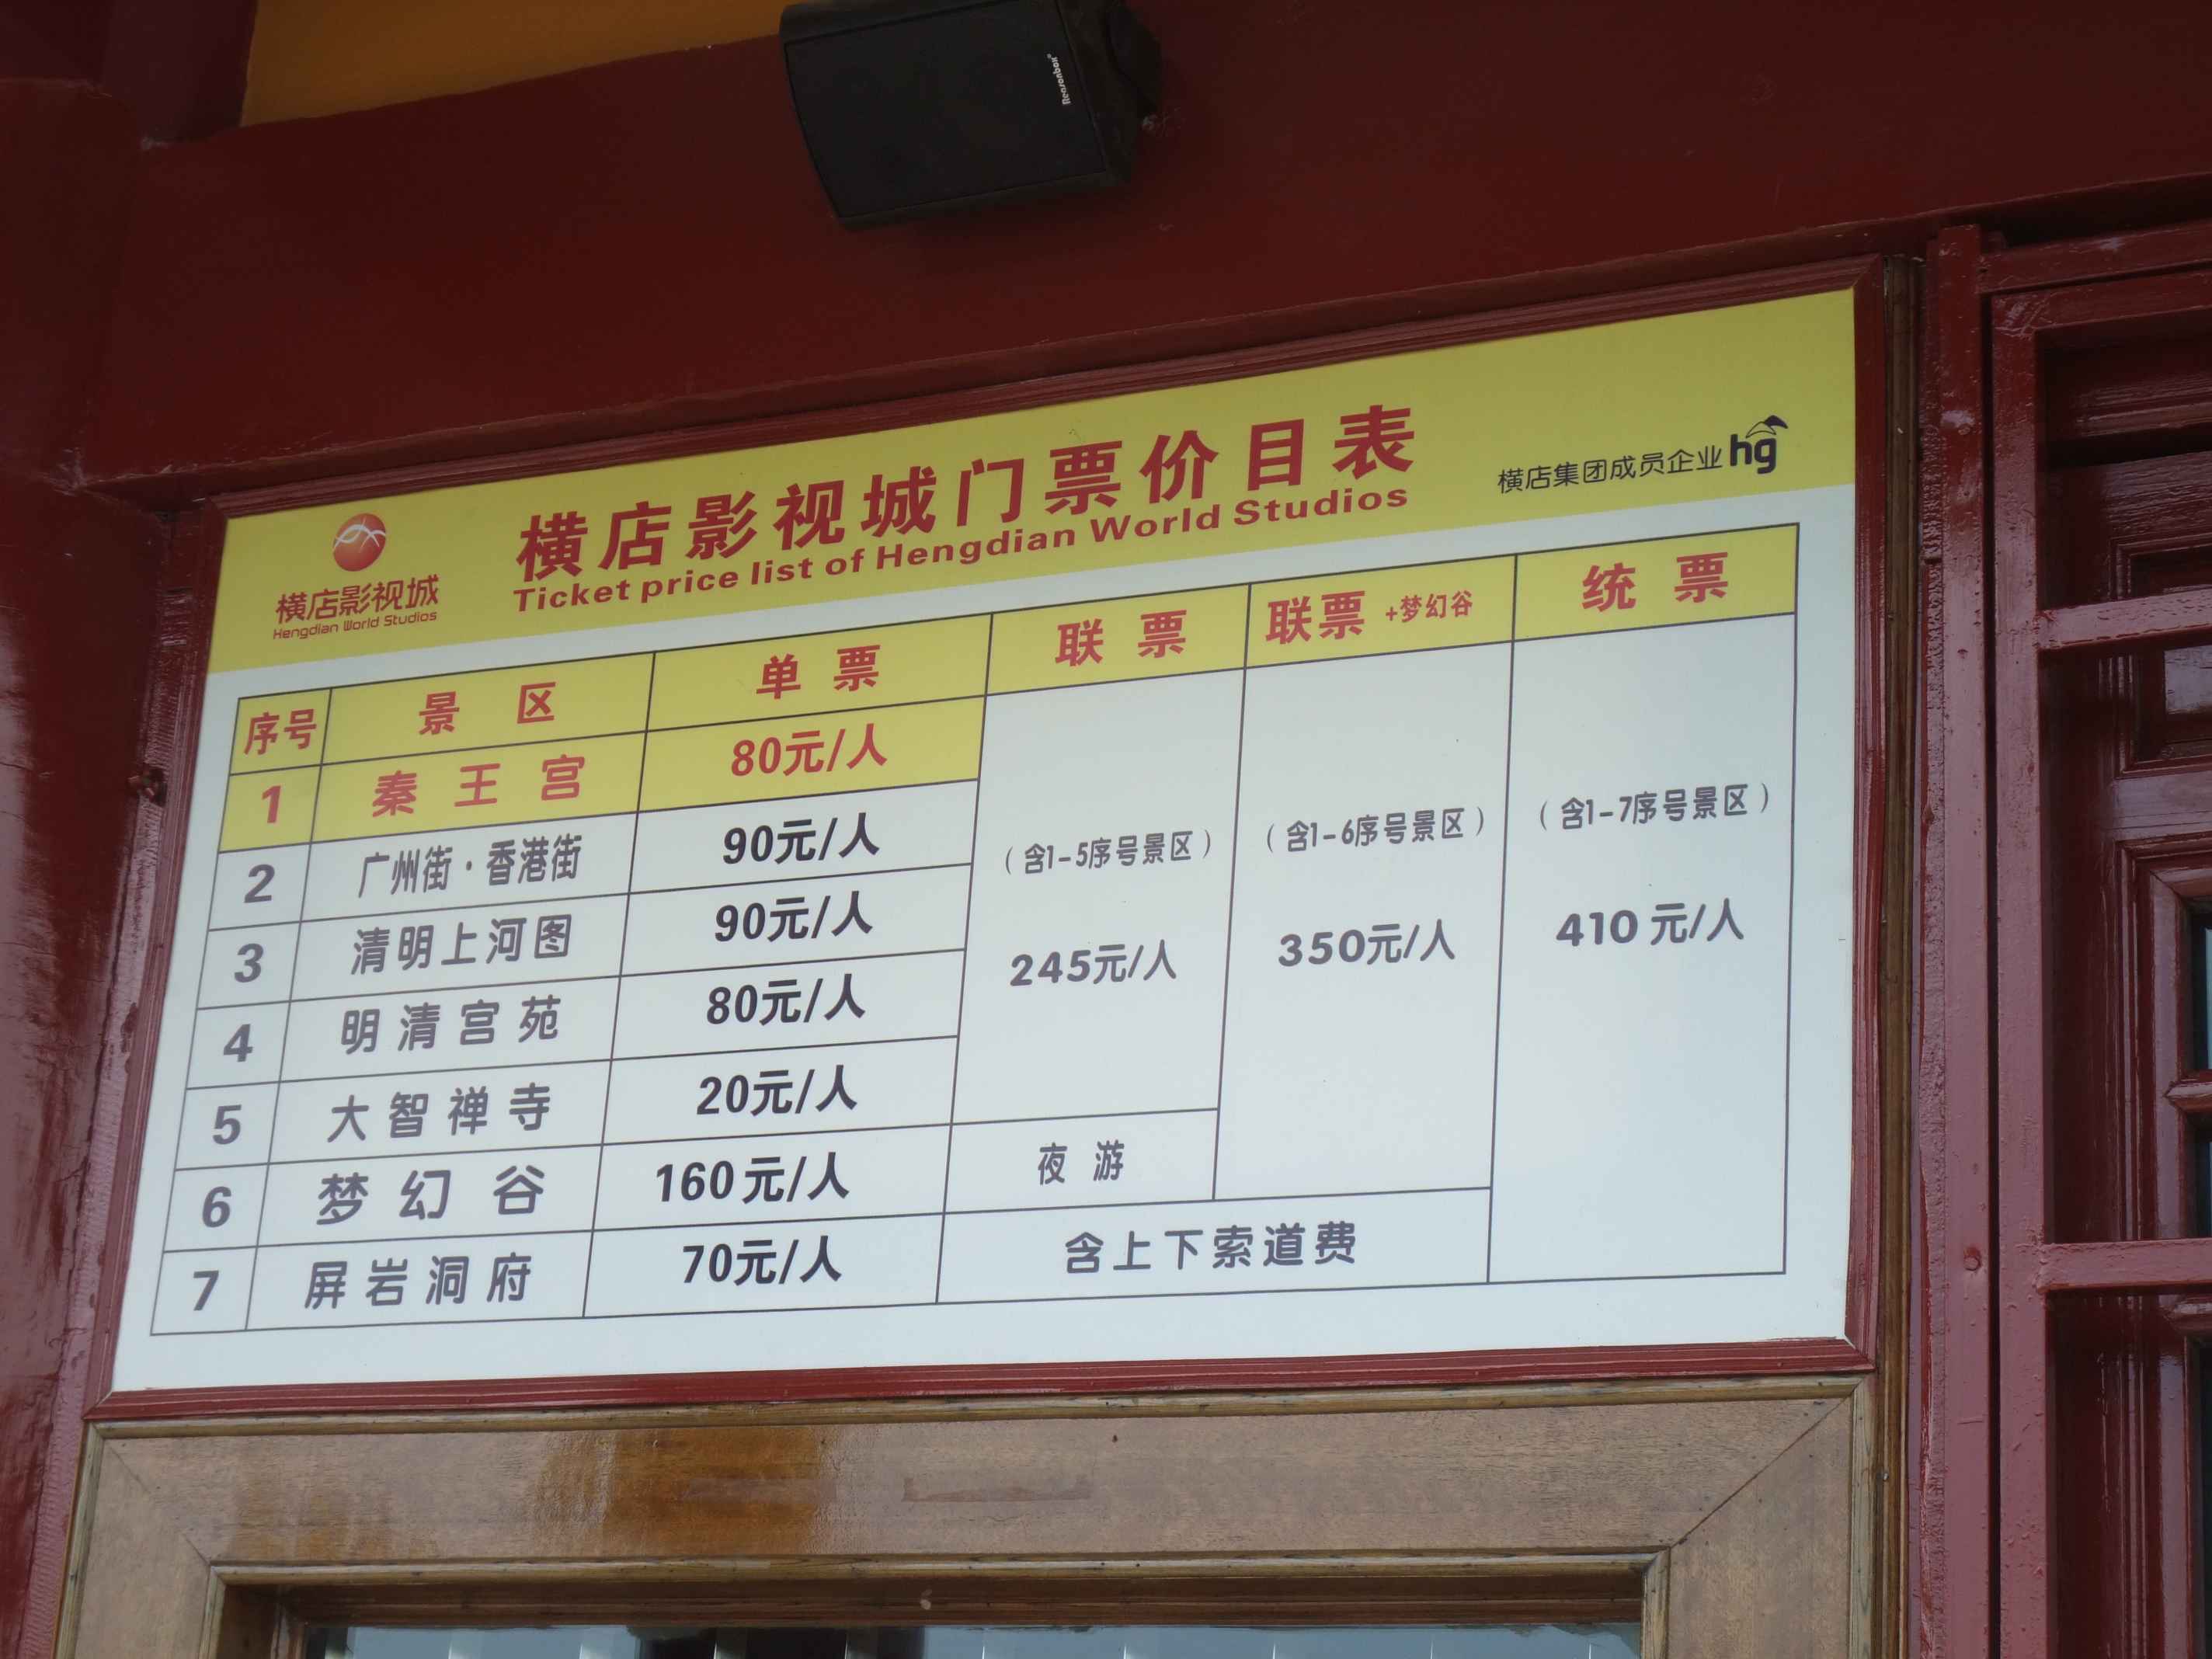 Reasonbox
横店影视城门票价目表
Ticket price list of Hengdian World Studios
横店影视城
Hengdian World Studios
横店集团成员企业 hg
序号 景 区 单 票 联 票 联票 +梦幻谷 统 票
1 秦 王 宫 80元/人
2 广州街·香港街 90元/人
3 清明上河图 90元/人
4 明清宫苑 80元/人
5 大智禅寺 20元/人
6 梦幻谷 160元/人
7 屏岩洞府 70元/人
（含1-5序号景区）
245元/人
夜 游
（含1-6序号景区）
350元/人
含上下索道费
（含1-7序号景区）
410元/人